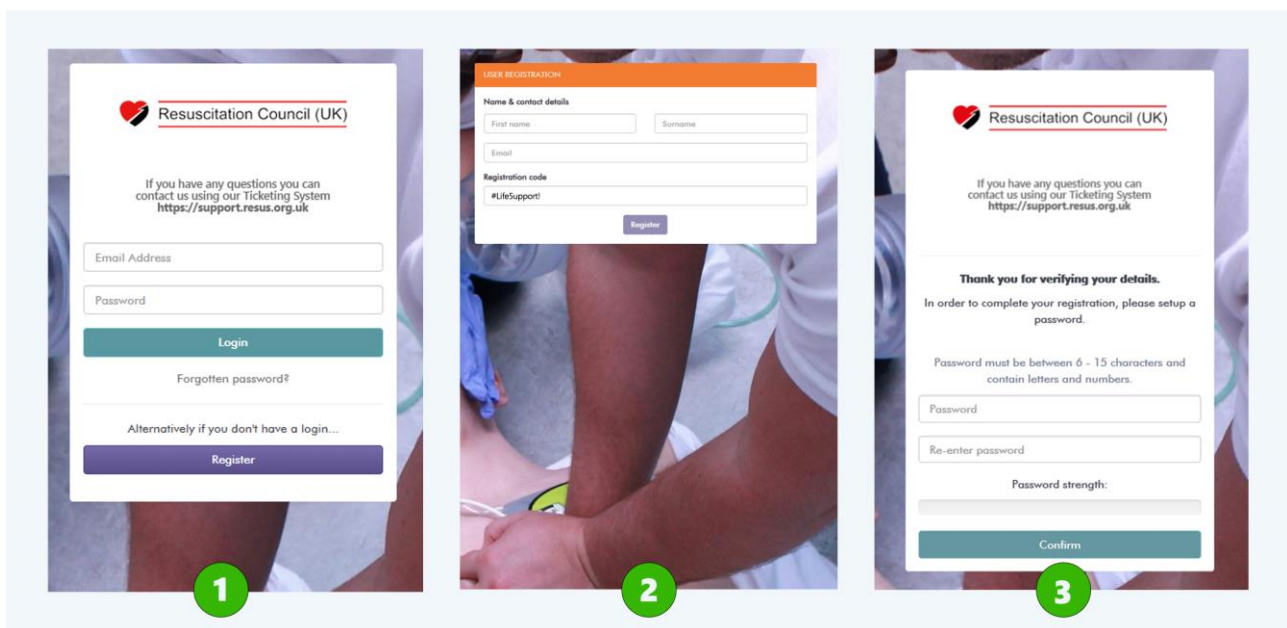 Resuscitation Council (UK)
If you have any questions you can
contact us using our Ticketing System
https://support.resus.org.uk
Email Address
Password
Login
Forgotten password?
Alternatively if you don't have a login...
Register
1
USER REGISTRATION
Name & contact details
First name Surname
Email
Registration code
#LifeSupport!
Register
2
Resuscitation Council (UK)
If you have any questions you can
contact us using our Ticketing System
https://support.resus.org.uk
Thank you for verifying your details.
In order to complete your registration, please setup a
password.
Password must be between 6 - 15 characters and
contain letters and numbers.
Password
Re-enter password
Password strength:
Confirm
3